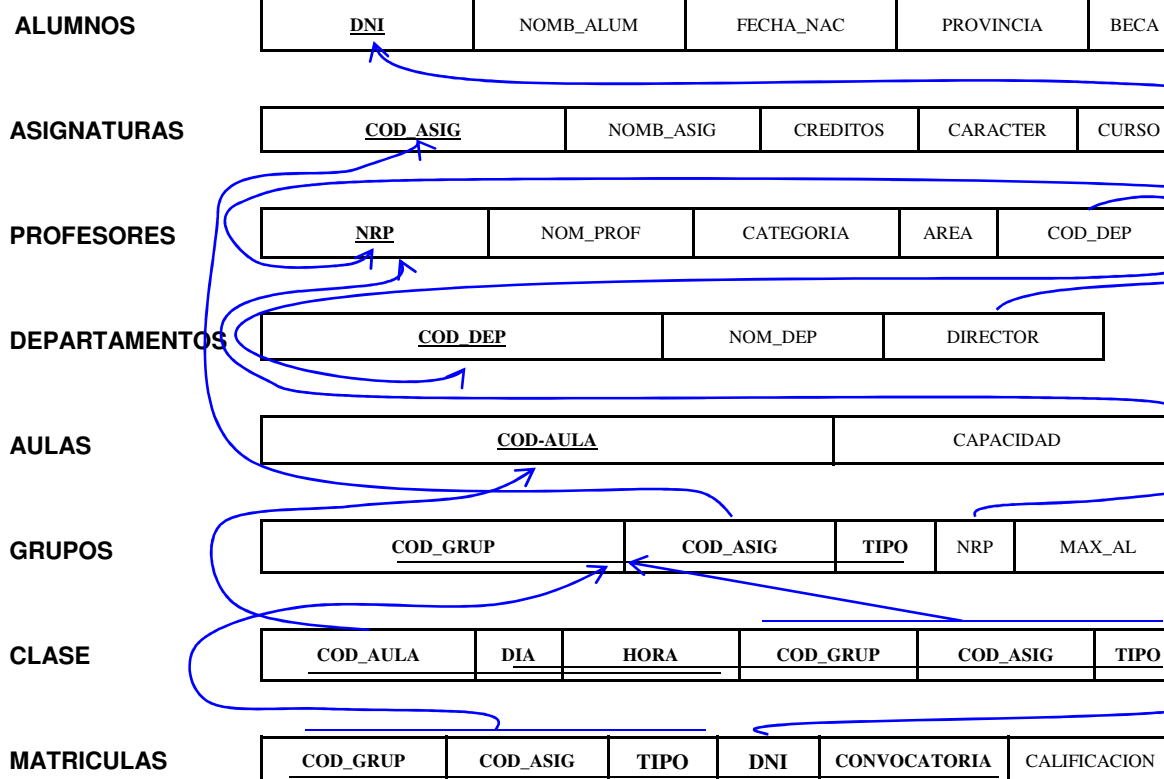 ALUMNOS DNI NOMB_ALUM FECHA_NAC PROVINCIA BECA
ASIGNATURAS COD_ASIG NOMB_ASIG CREDITOS CARACTER CURSO
PROFESORES NRP NOM_PROF CATEGORIA AREA COD_DEP
DEPARTAMENTOS COD_DEP NOM_DEP DIRECTOR
AULAS COD-AULA CAPACIDAD
GRUPOS COD_GRUP COD_ASIG TIPO NRP MAX_AL
CLASE COD_AULA DIA HORA COD_GRUP COD_ASIG TIPO
MATRICULAS COD_GRUP COD_ASIG TIPO DNI CONVOCATORIA CALIFICACION